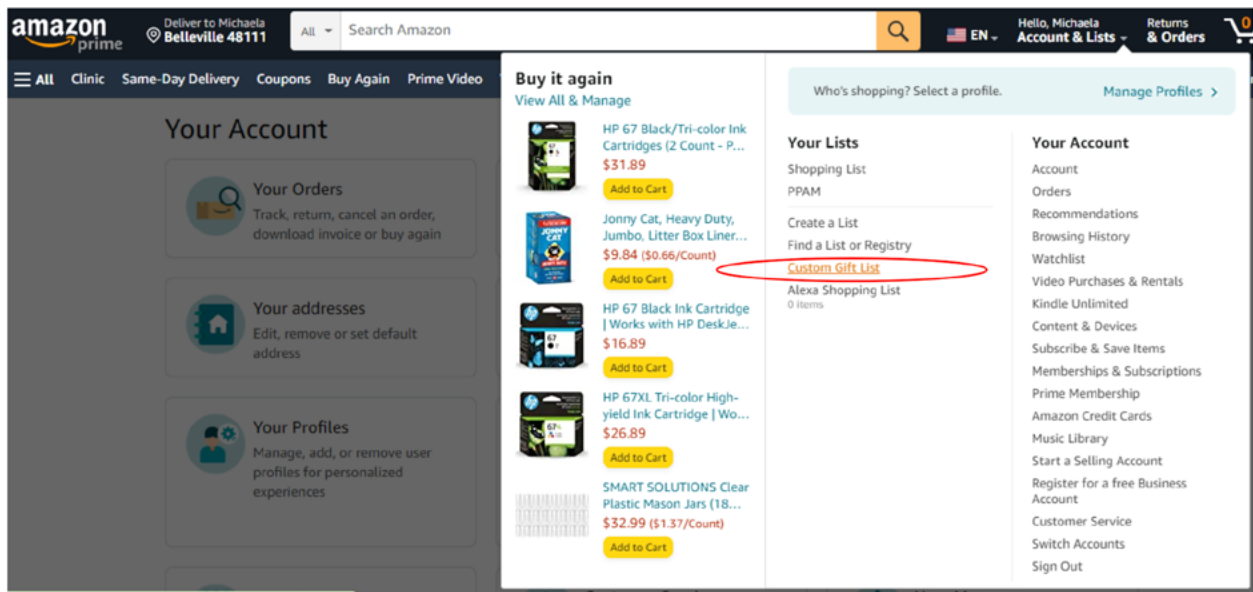 amazon
prime
Deliver to Michaela
Belleville 48111
All
Search Amazon
EN
Hello, Michaela
Account & Lists
Returns
& Orders
0
All
Clinic
Same-Day Delivery
Coupons
Buy Again
Prime Video
Your Account
Your Orders
Track, return, cancel an order,
download invoice or buy again
Your addresses
Edit, remove or set default
address
Your Profiles
Manage, add, or remove user
profiles for personalized
experiences
Buy it again
View All & Manage
HP 67 Black/Tri-color Ink
Cartridges (2 Count - P...
$31.89
Add to Cart
JONNY
CAT
Jonny Cat, Heavy Duty,
Jumbo, Litter Box Liner...
$9.84 ($0.66/Count)
Add to Cart
67
HP 67 Black Ink Cartridge
| Works with HP DeskJe...
$16.89
Add to Cart
HP 67XL Tri-color High-
yield Ink Cartridge | Wo...
$26.89
Add to Cart
SMART SOLUTIONS Clear
Plastic Mason Jars (18...
$32.99 ($1.37/Count)
Add to Cart
Who's shopping? Select a profile.
Manage Profiles >
Your Lists
Shopping List
PPAM
Create a List
Find a List or Registry
Custom Gift List
Alexa Shopping List
0 items
Your Account
Account
Orders
Recommendations
Browsing History
Watchlist
Video Purchases & Rentals
Kindle Unlimited
Content & Devices
Subscribe & Save Items
Memberships & Subscriptions
Prime Membership
Amazon Credit Cards
Music Library
Start a Selling Account
Register for a free Business
Account
Customer Service
Switch Accounts
Sign Out